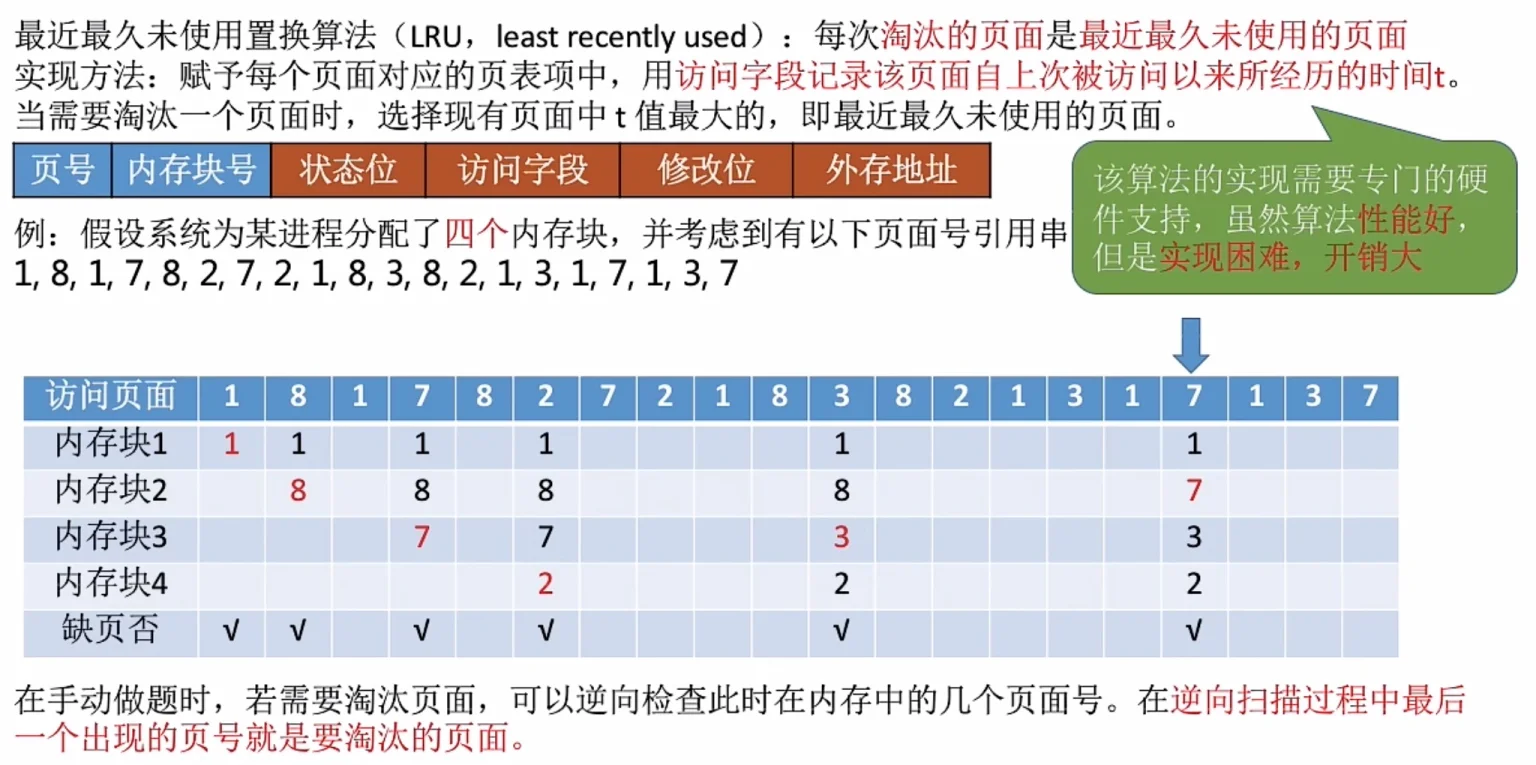 最近最久未使用置换算法（LRU，least recently used）：每次淘汰的页面是最近最久未使用的页面
实现方法：赋予每个页面对应的页表项中，用访问字段记录该页面自上次被访问以来所经历的时间t。
当需要淘汰一个页面时，选择现有页面中 t 值最大的，即最近最久未使用的页面。
页号 内存块号 状态位 访问字段 修改位 外存地址
该算法的实现需要专门的硬
件支持，虽然算法性能好，
但是实现困难，开销大
例：假设系统为某进程分配了四个内存块，并考虑到有以下页面号引用串
1, 8, 1, 7, 8, 2, 7, 2, 1, 8, 3, 8, 2, 1, 3, 1, 7, 1, 3, 7
访问页面 1 8 1 7 8 2 7 2 1 8 3 8 2 1 3 1 7 1 3 7
内存块1 1 1 1 1 1 1
内存块2 8 8 8 8 7
内存块3 7 7 3 3
内存块4 2 2 2
缺页否 √ √ √ √ √ √
在手动做题时，若需要淘汰页面，可以逆向检查此时在内存中的几个页面号。在逆向扫描过程中最后
一个出现的页号就是要淘汰的页面。